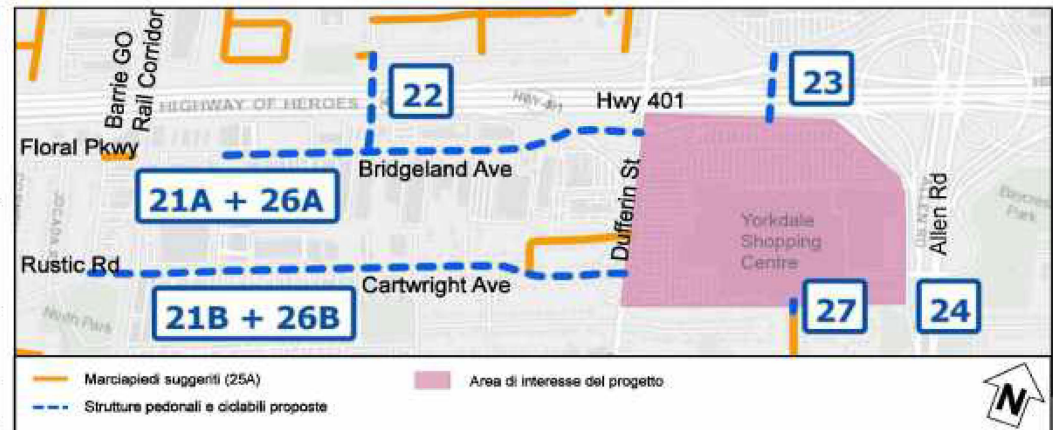 Barrie GO
Rail Corridor
22
23
HIGHWAY OF HEROES
Hwy 401
Floral Pkwy
Bridgeland Ave
21A + 26A
Dufferin St
Yorkdale
Shopping
Centre
Allen Rd
Rustic Rd
Cartwright Ave
21B + 26B
North Park
27
24
Marciapiedi suggeriti (25A)
Area di interesse del progetto
Strutture pedonali e ciclabili proposte
N